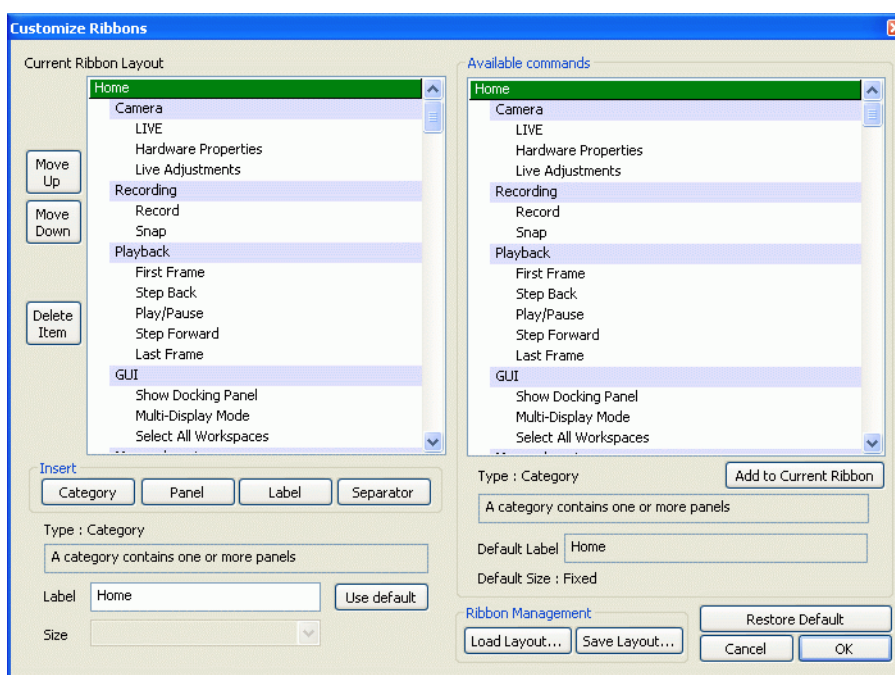 Customize Ribbons
Current Ribbon Layout
Home
Camera
LIVE
Hardware Properties
Live Adjustments
Recording
Record
Snap
Playback
First Frame
Step Back
Play/Pause
Step Forward
Last Frame
GUI
Show Docking Panel
Multi-Display Mode
Select All Workspaces
Move
Up
Move
Down
Delete
Item
Insert
Category
Panel
Label
Separator
Type : Category
A category contains one or more panels
Label
Home
Use default
Size
Available commands
Home
Camera
LIVE
Hardware Properties
Live Adjustments
Recording
Record
Snap
Playback
First Frame
Step Back
Play/Pause
Step Forward
Last Frame
GUI
Show Docking Panel
Multi-Display Mode
Select All Workspaces
Type : Category
Add to Current Ribbon
A category contains one or more panels
Default Label
Home
Default Size : Fixed
Ribbon Management
Load Layout...
Save Layout...
Restore Default
Cancel
OK